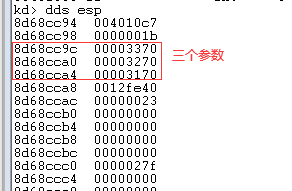 kd> dds esp
8d68cc94  004010c7
8d68cc98  0000001b
8d68cc9c  00003370
8d68cca0  00003270
8d68cca4  00003170
三个参数
8d68cca8  0012fe40
8d68ccac  00000023
8d68ccb0  00000000
8d68ccb4  00000000
8d68ccb8  00000000
8d68ccbc  00000000
8d68ccc0  0000027f
8d68ccc4  00000000